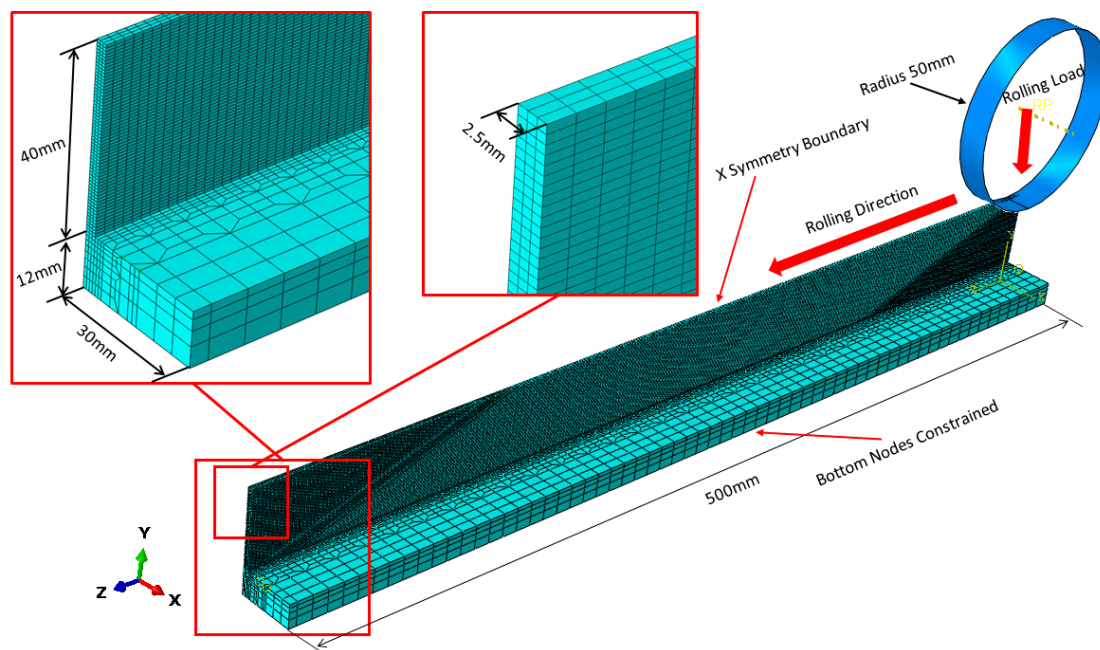 40mm
12mm
30mm
2.5mm
X Symmetry Boundary
Radius 50mm
Rolling Load
RP
Rolling Direction
Bottom Nodes Constrained
500mm
Y
Z
X